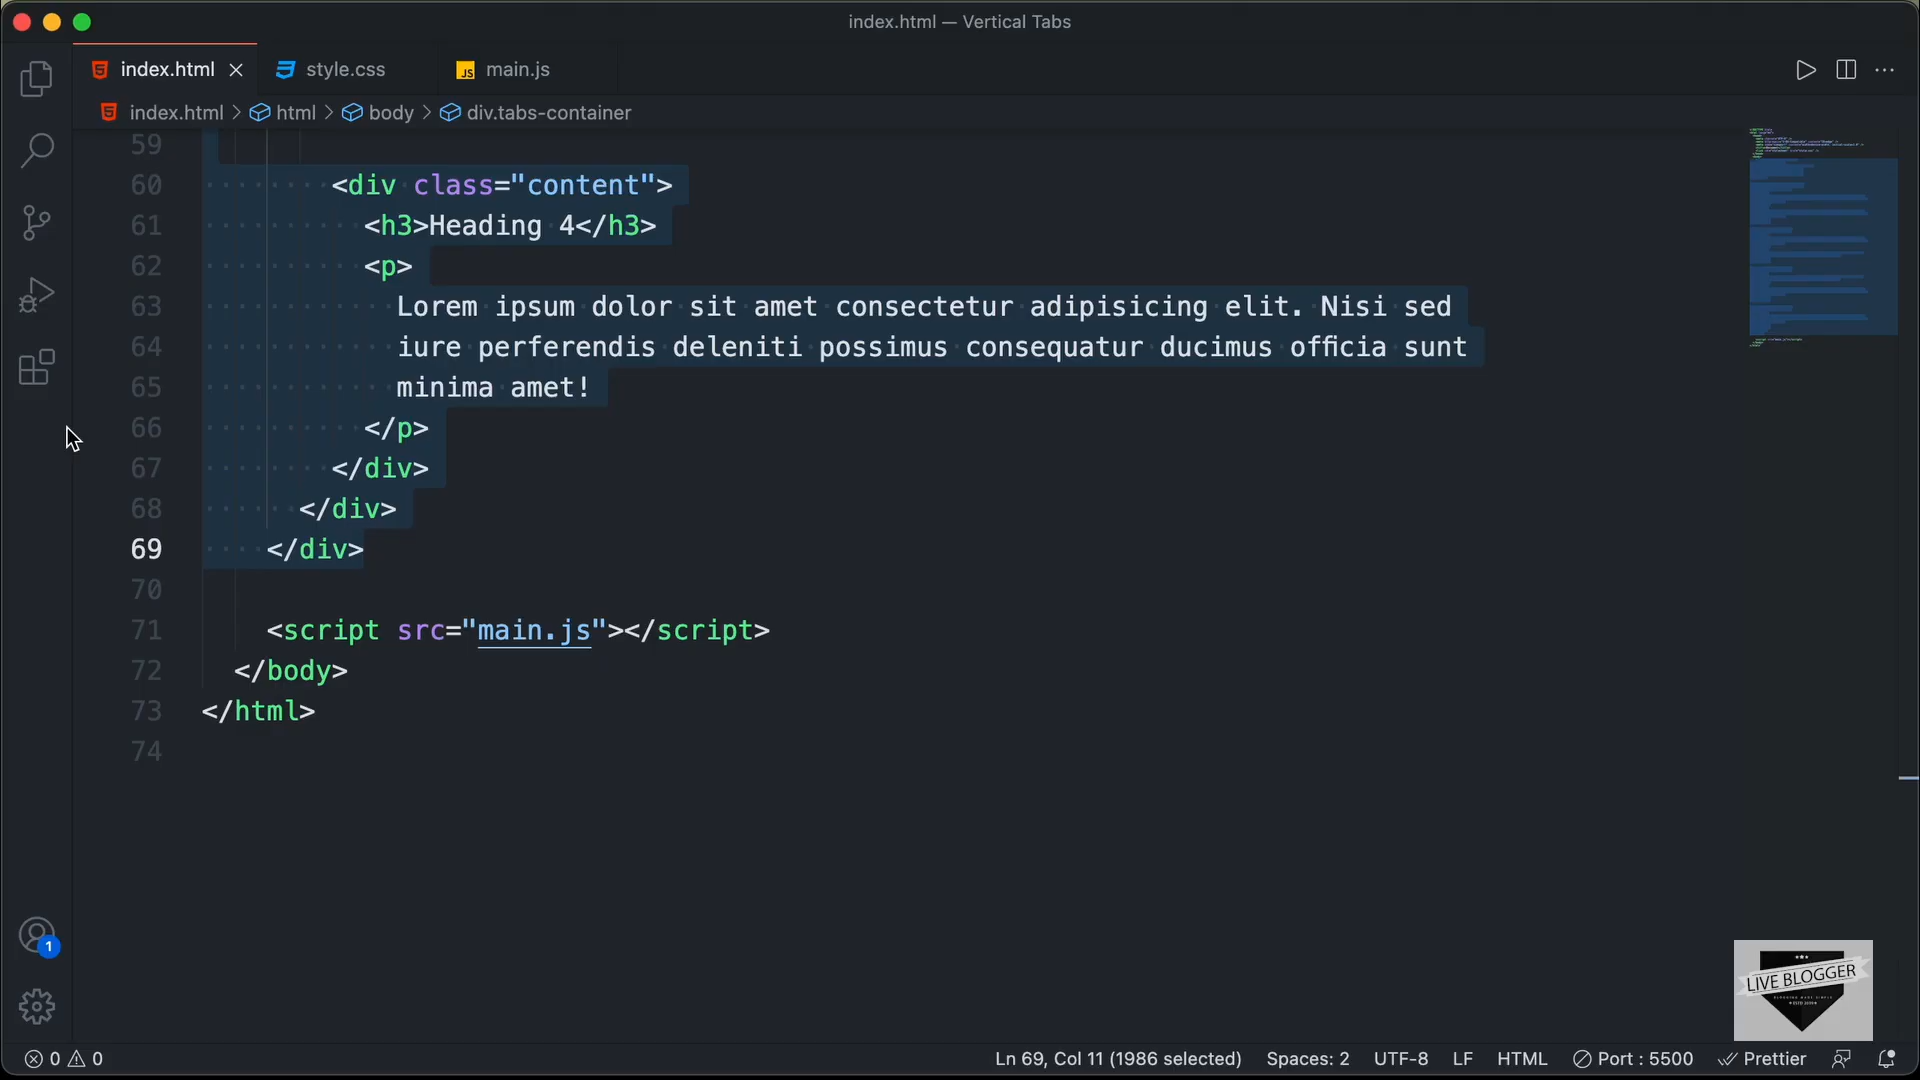 index.html — Vertical Tabs
index.html
style.css
JS main.js
index.html > html > body > div.tabs-container
59
60 <div class="content">
61 <h3>Heading 4</h3>
62 <p>
63 Lorem ipsum dolor sit amet consectetur adipisicing elit. Nisi sed
64 iure perferendis deleniti possimus consequatur ducimus officia sunt
65 minima amet!
66 </p>
67 </div>
68 </div>
69 </div>
70
71 <script src="main.js"></script>
72 </body>
73 </html>
74
1
LIVE BLOGGER
0 0 Ln 69, Col 11 (1986 selected) Spaces: 2 UTF-8 LF HTML Port : 5500 Prettier